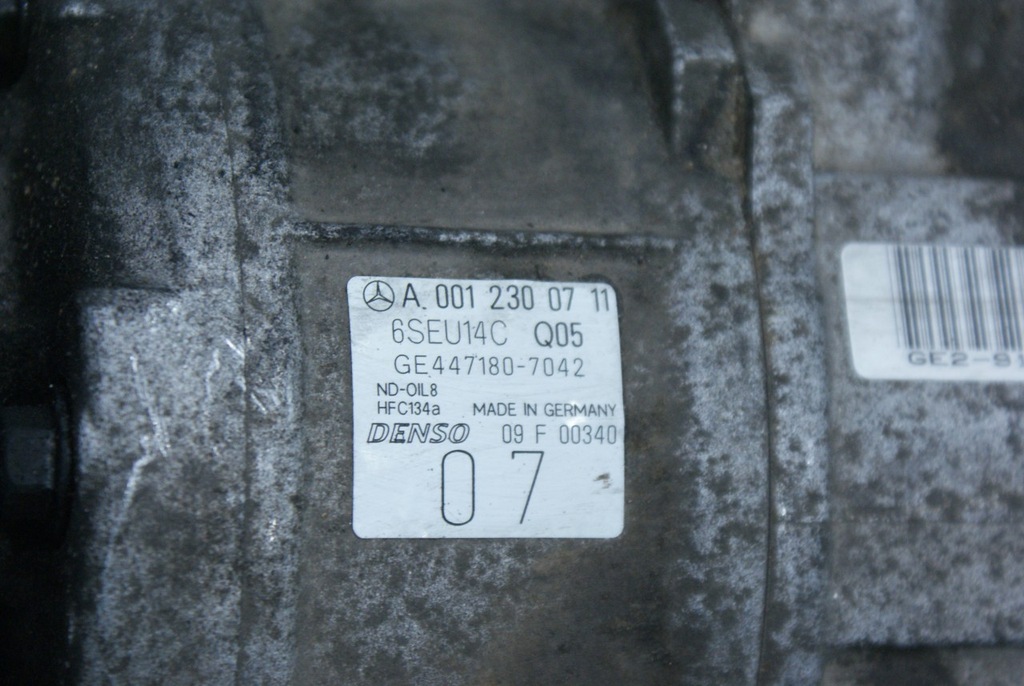 A. 001 230 07 11
6SEU14C Q05
GE447180-7042
ND-OIL8
HFC134a MADE IN GERMANY
DENSO 09 F 00340
07